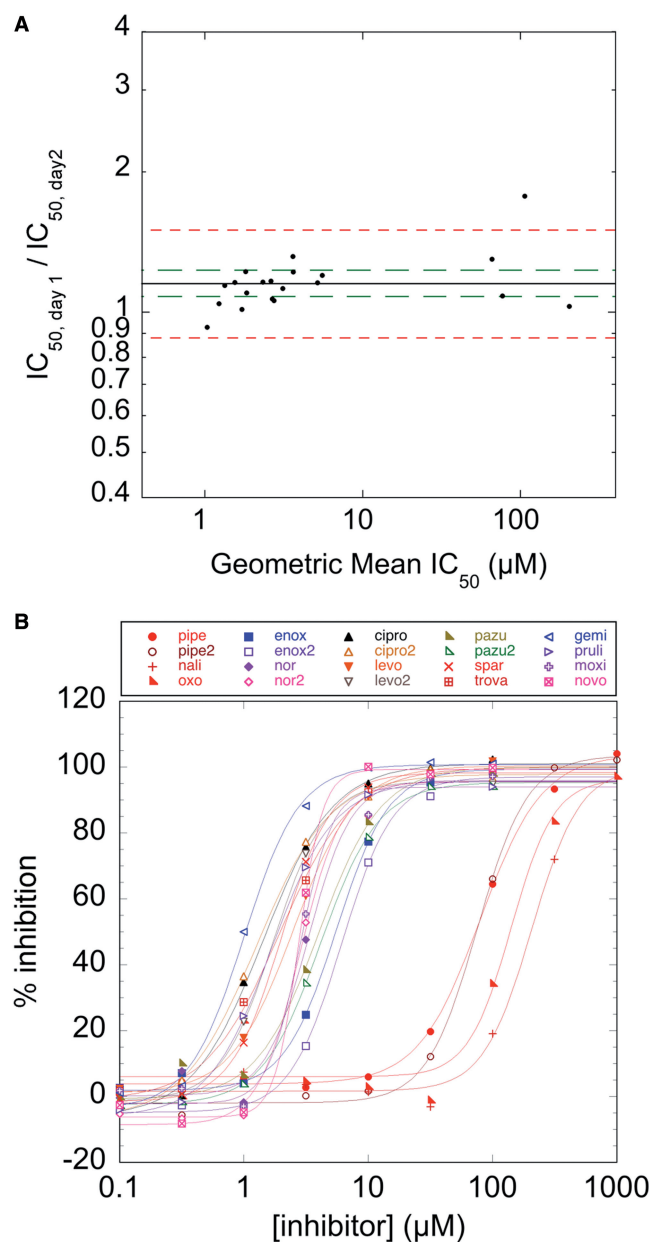 A
4
3
2
1
0.9
0.8
0.7
0.6
0.5
0.4
IC50, day 1 / IC50, day2
1 10 100
Geometric Mean IC50 (µM)
B
pipe enox cipro pazu gemi
pipe2 enox2 cipro2 pazu2 pruli
nali nor levo spar moxi
oxo nor2 levo2 trova novo
120
100
80
60
40
20
0
-20
% inhibition
0.1 1 10 100 1000
[inhibitor] (µM)